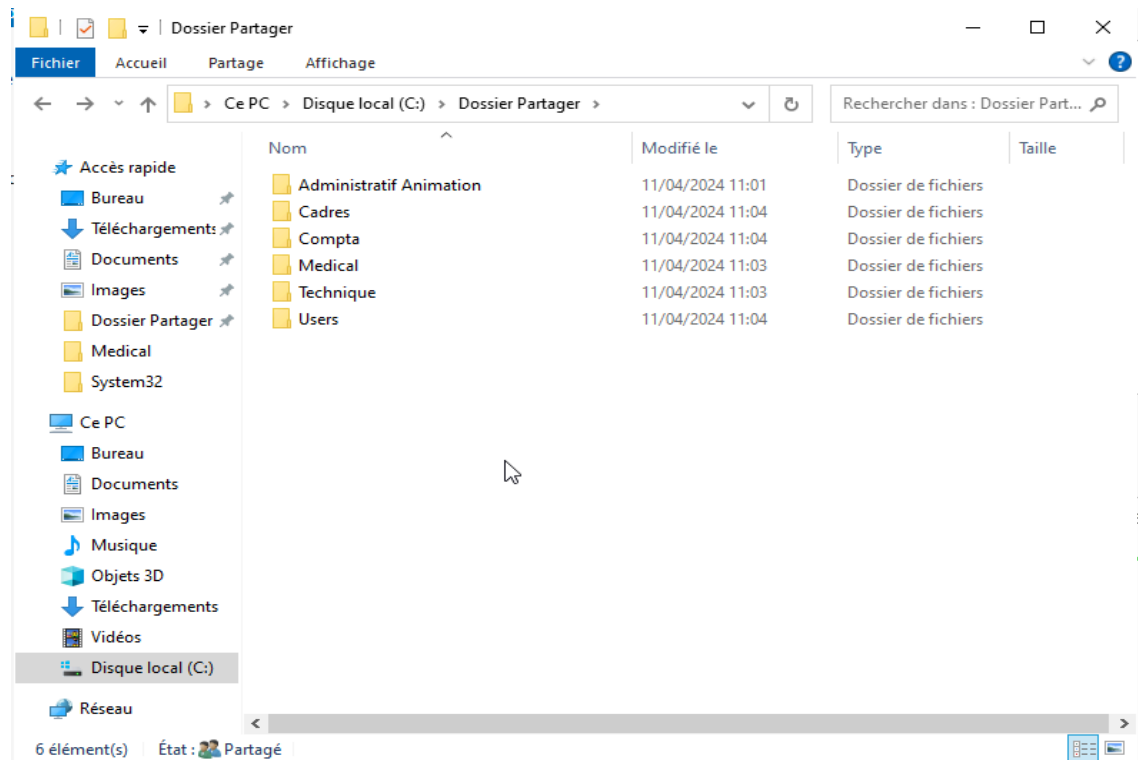 Dossier Partager
Fichier Accueil Partage Affichage
Ce PC > Disque local (C:) > Dossier Partager >
Rechercher dans : Dossier Part...
Nom Modifié le Type Taille
Accès rapide
Bureau
Téléchargements
Documents
Images
Dossier Partager
Medical
System32
Ce PC
Bureau
Documents
Images
Musique
Objets 3D
Téléchargements
Vidéos
Disque local (C:)
Réseau
Administratif Animation 11/04/2024 11:01 Dossier de fichiers
Cadres 11/04/2024 11:04 Dossier de fichiers
Compta 11/04/2024 11:04 Dossier de fichiers
Medical 11/04/2024 11:03 Dossier de fichiers
Technique 11/04/2024 11:03 Dossier de fichiers
Users 11/04/2024 11:04 Dossier de fichiers
6 élément(s) État : Partagé